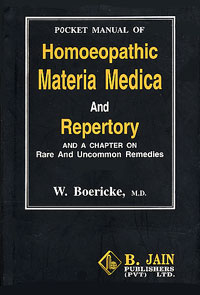 POCKET MANUAL OF
Homoeopathic
Materia Medica
And
Repertory
AND A CHAPTER ON
Rare And Uncommon Remedies
W. Boericke, M.D.
B. JAIN
PUBLISHERS
(PVT) LTD.